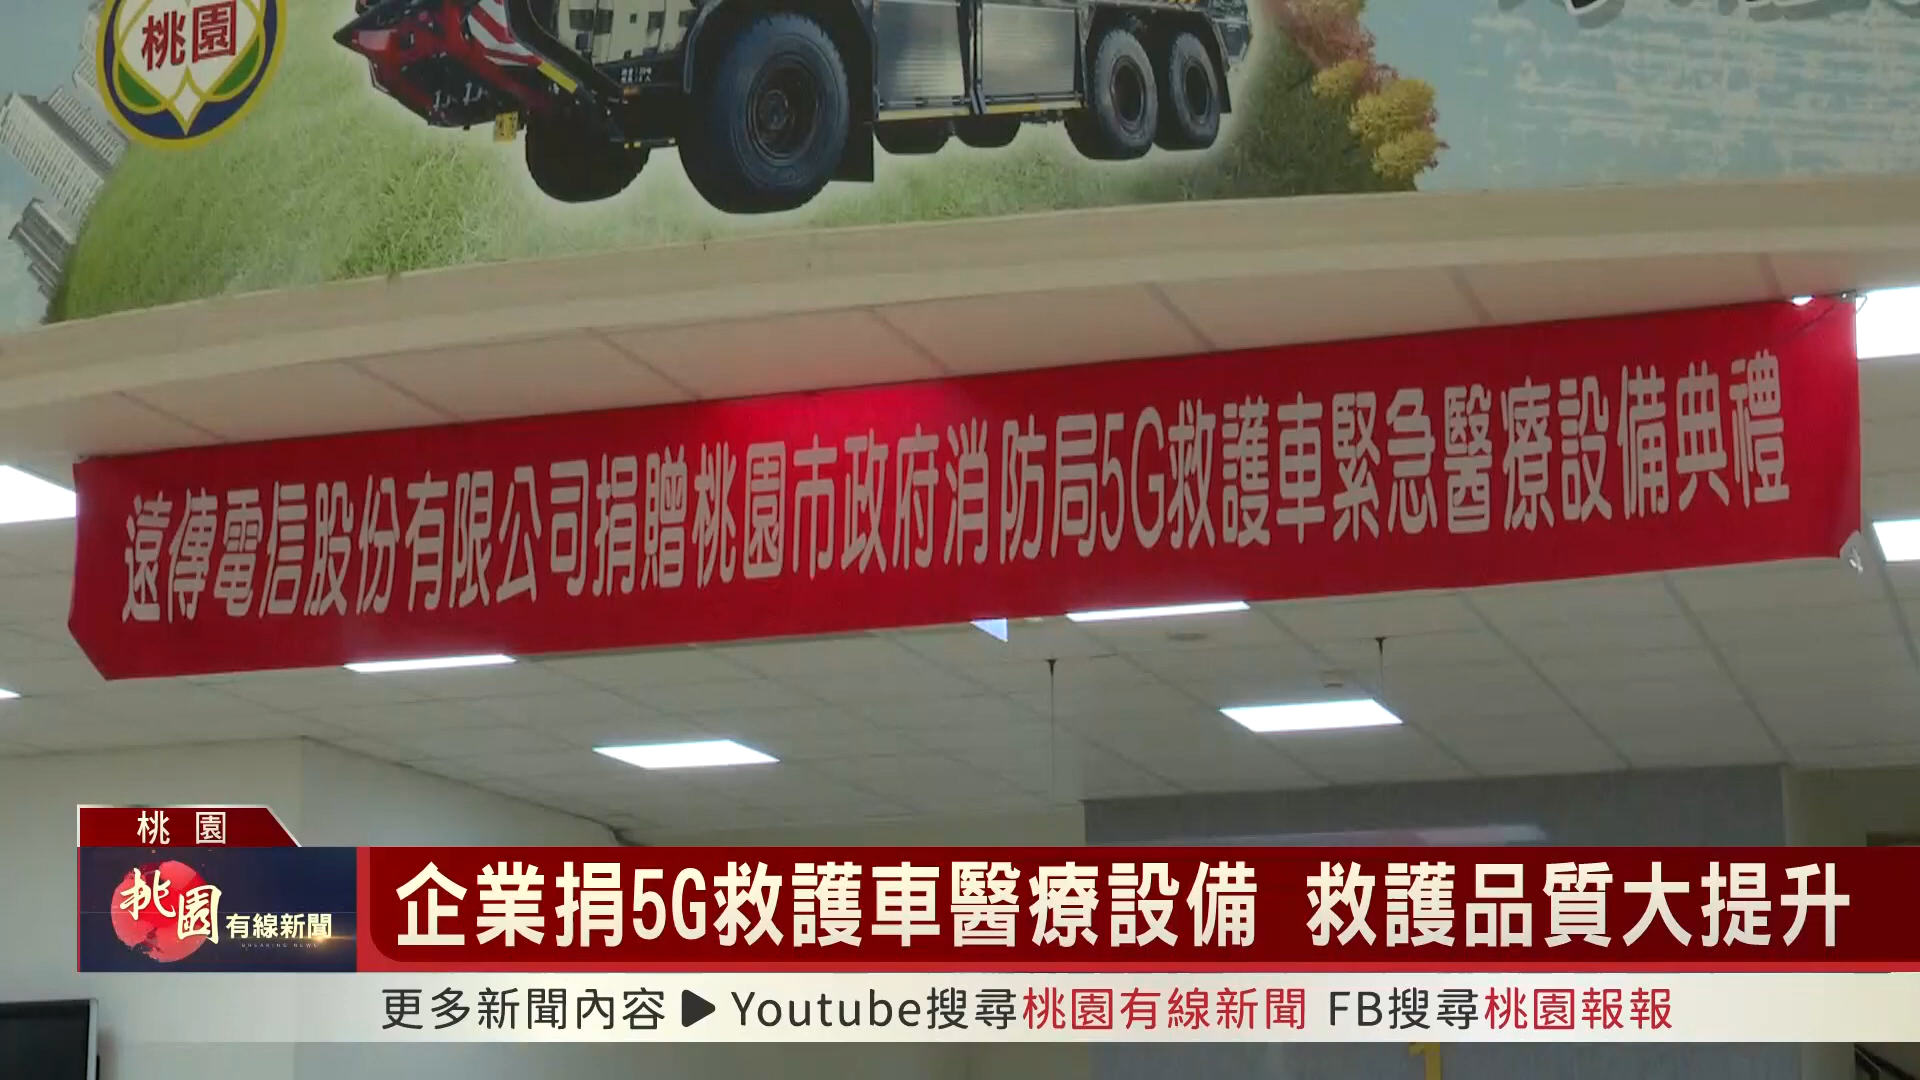 桃園
遠傳電信股份有限公司捐贈桃園市政府消防局5G救護車緊急醫療設備典禮
桃園
桃園有線新聞
BREAKING NEWS
企業捐5G救護車醫療設備 救護品質大提升
更多新聞內容▶Youtube搜尋桃園有線新聞 FB搜尋桃園報報